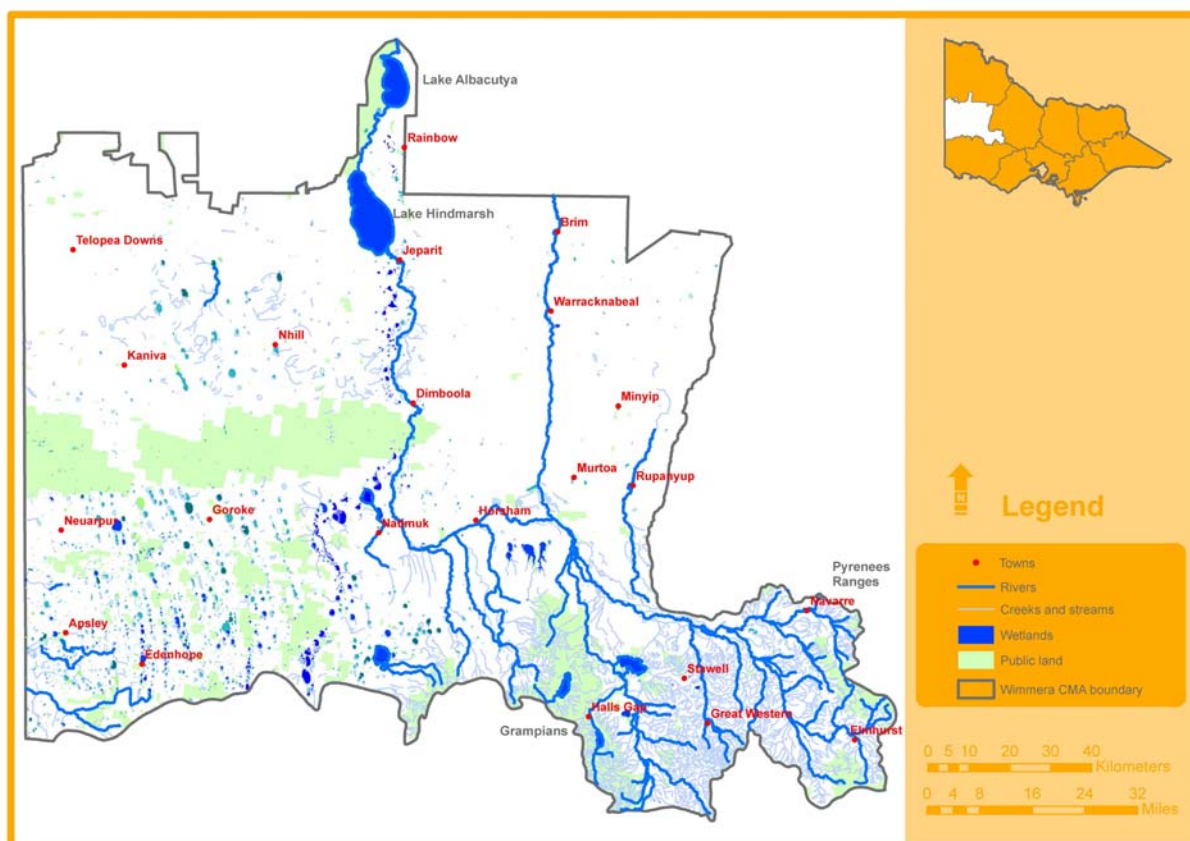 Lake Albacutya
Rainbow
Lake Hindmarsh
Brim
Telopea Downs
Jeparit
Warracknabeal
Nhill
Kaniva
Dimboola
Minyip
Murtoa
Rupanyup
Goroke
Horsham
Neuarpur
Natimuk
Pyrenees
Ranges
Navarre
Apsley
Edenhope
Stawell
Halls Gap
Great Western
Grampians
Elmhurst
N
Legend
Towns
Rivers
Creeks and streams
Wetlands
Public land
Wimmera CMA boundary
0 5 10 20 30 40
Kilometers
0 4 8 16 24 32
Miles